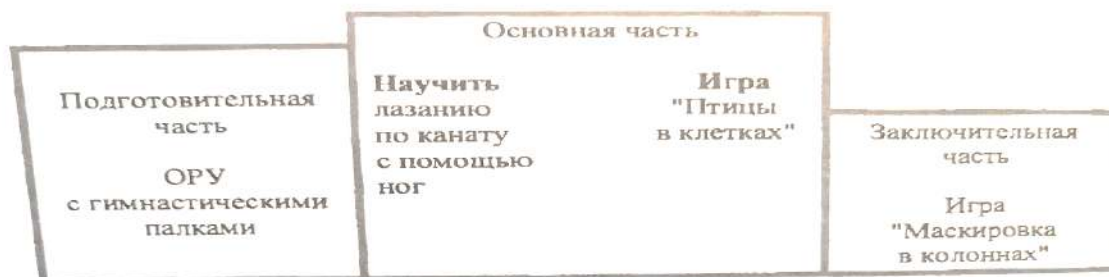 Подготовительная
часть
ОРУ
с гимнастическими
палками
Основная часть
Научить
лазанию
по канату
с помощью
ног
Игра
"Птицы
в клетках"
Заключительная
часть
Игра
"Маскировка
в колоннах"